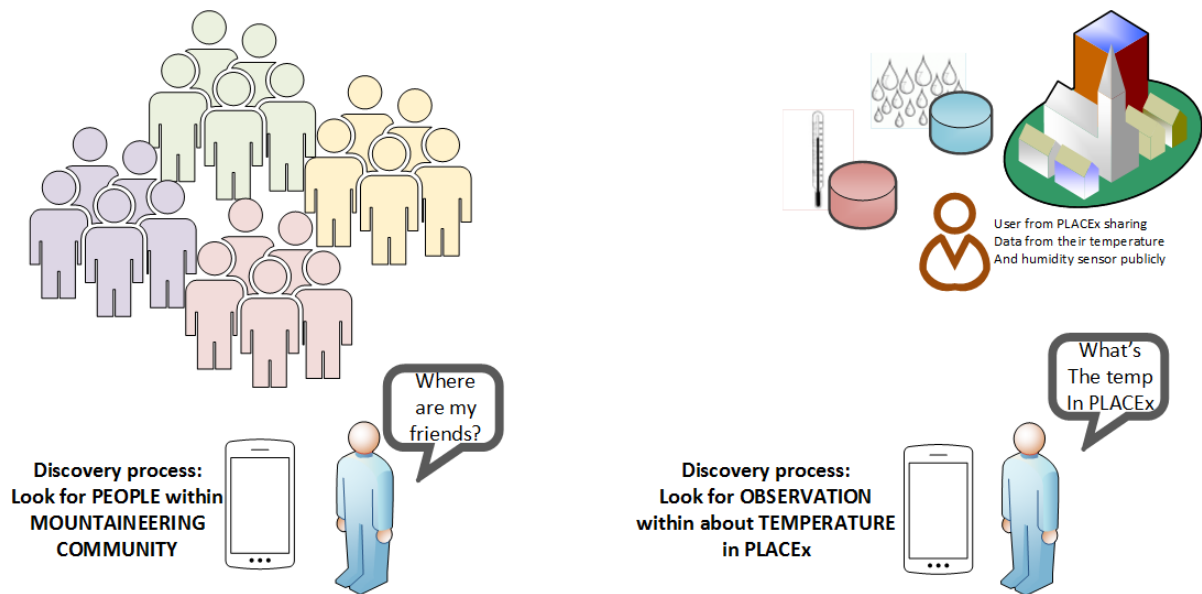 User from PLACEx sharing
Data from their temperature
And humidity sensor publicly
Where
are my
friends?
Discovery process:
Look for PEOPLE within
MOUNTAINEERING
COMMUNITY
What's
The temp
In PLACEx
Discovery process:
Look for OBSERVATION
within about TEMPERATURE
in PLACEx